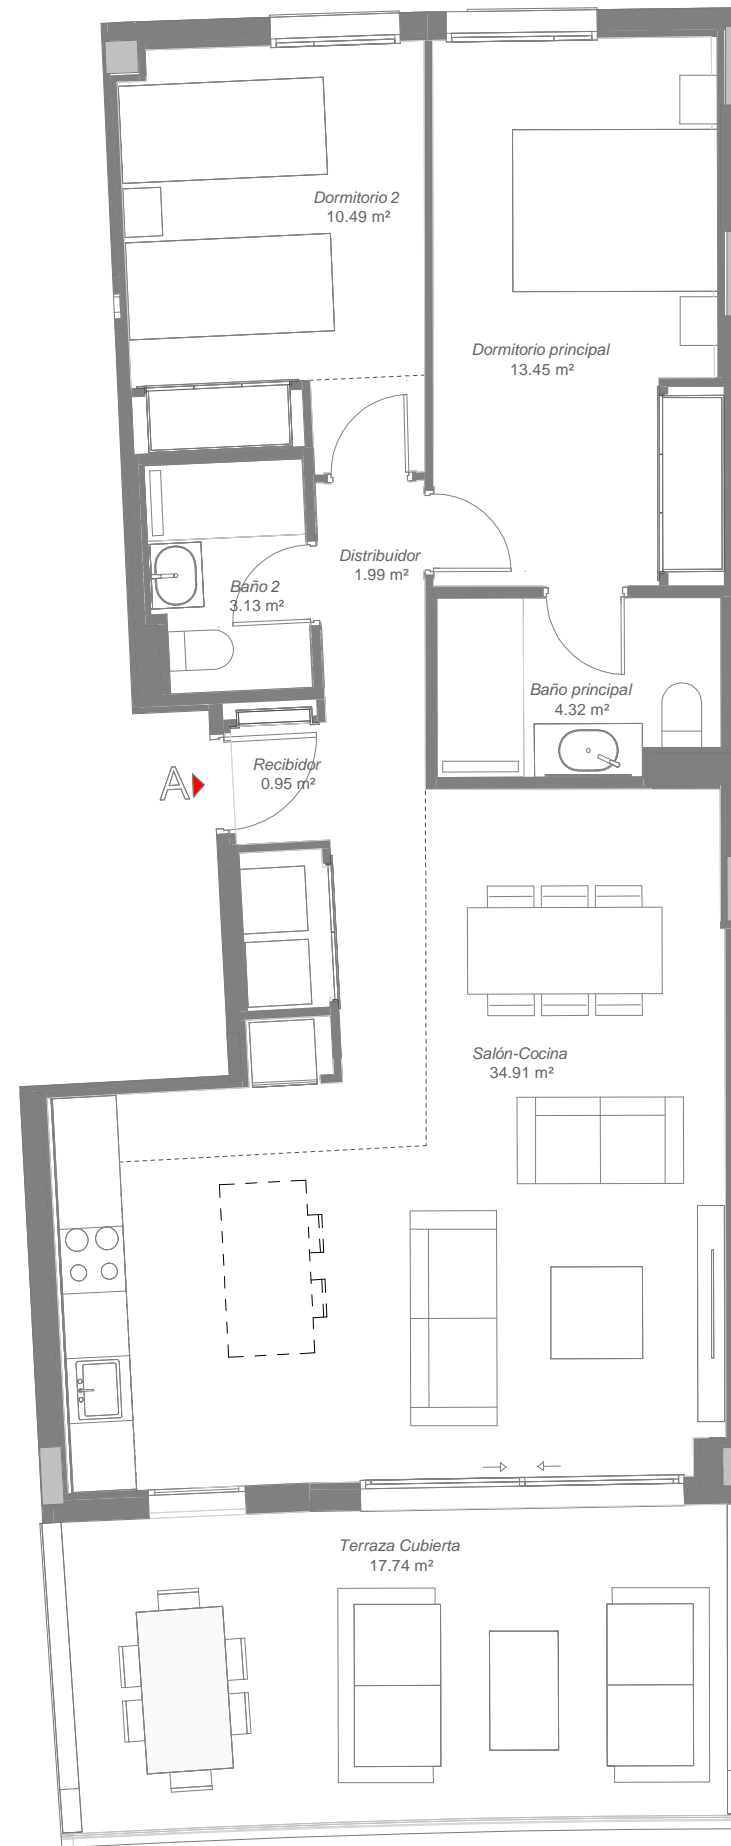 Dormitorio 2
10.49 m²
Dormitorio principal
13.45 m²
Distribuidor
1.99 m²
Baño 2
3.13 m²
Baño principal
4.32 m²
Recibidor
0.95 m²
A
Salón-Cocina
34.91 m²
Terraza Cubierta
17.74 m²